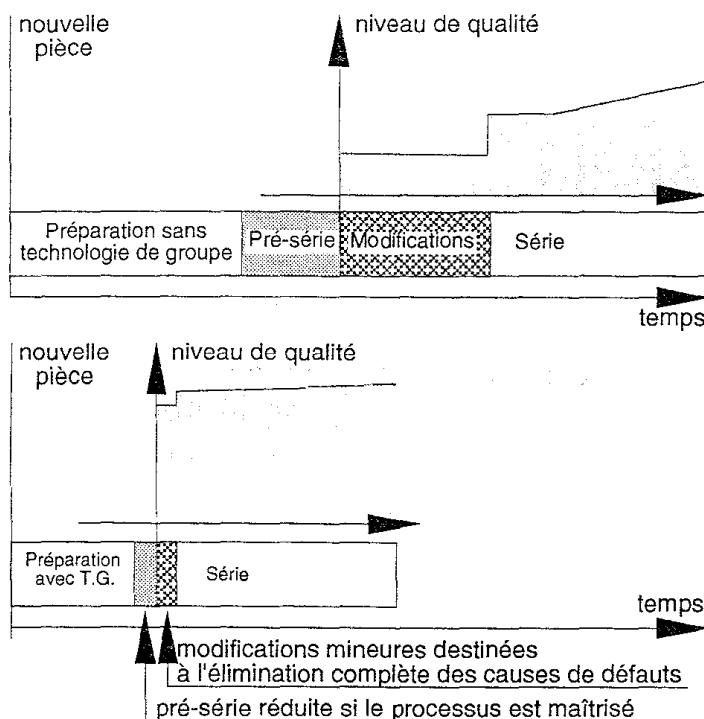 nouvelle
pièce
niveau de qualité
Préparation sans
technologie de groupe
Pré-série
Modifications
Série
temps
nouvelle
pièce
niveau de qualité
Préparation
avec T.G.
Série
temps
modifications mineures destinées
à l'élimination complète des causes de défauts
pré-série réduite si le processus est maîtrisé